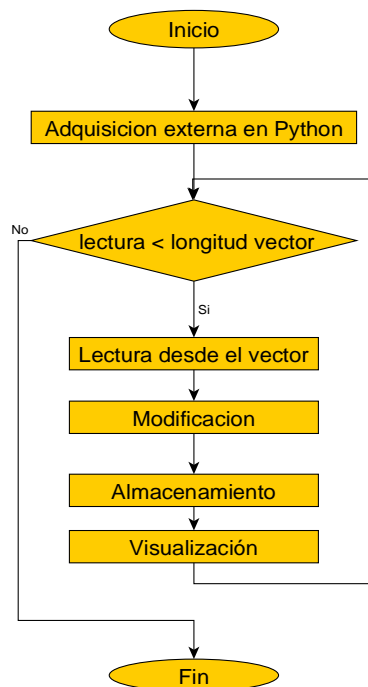 Inicio
Adquisicion externa en Python
lectura < longitud vector
No
Si
Lectura desde el vector
Modificacion
Almacenamiento
Visualización
Fin